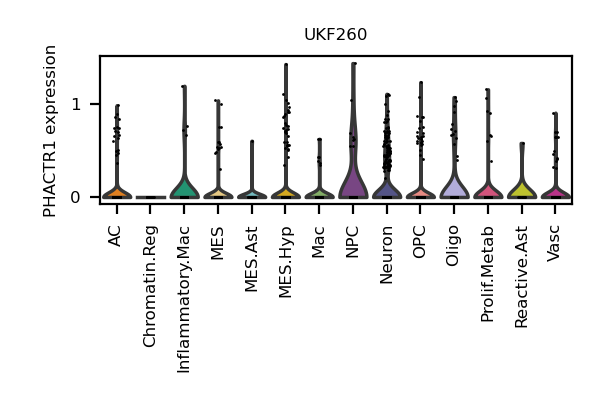 UKF260
PHACTR1 expression
1
0
AC
Chromatin.Reg
Inflammatory.Mac
MES
MES.Ast
MES.Hyp
Mac
NPC
Neuron
OPC
Oligo
Prolif.Metab
Reactive.Ast
Vasc